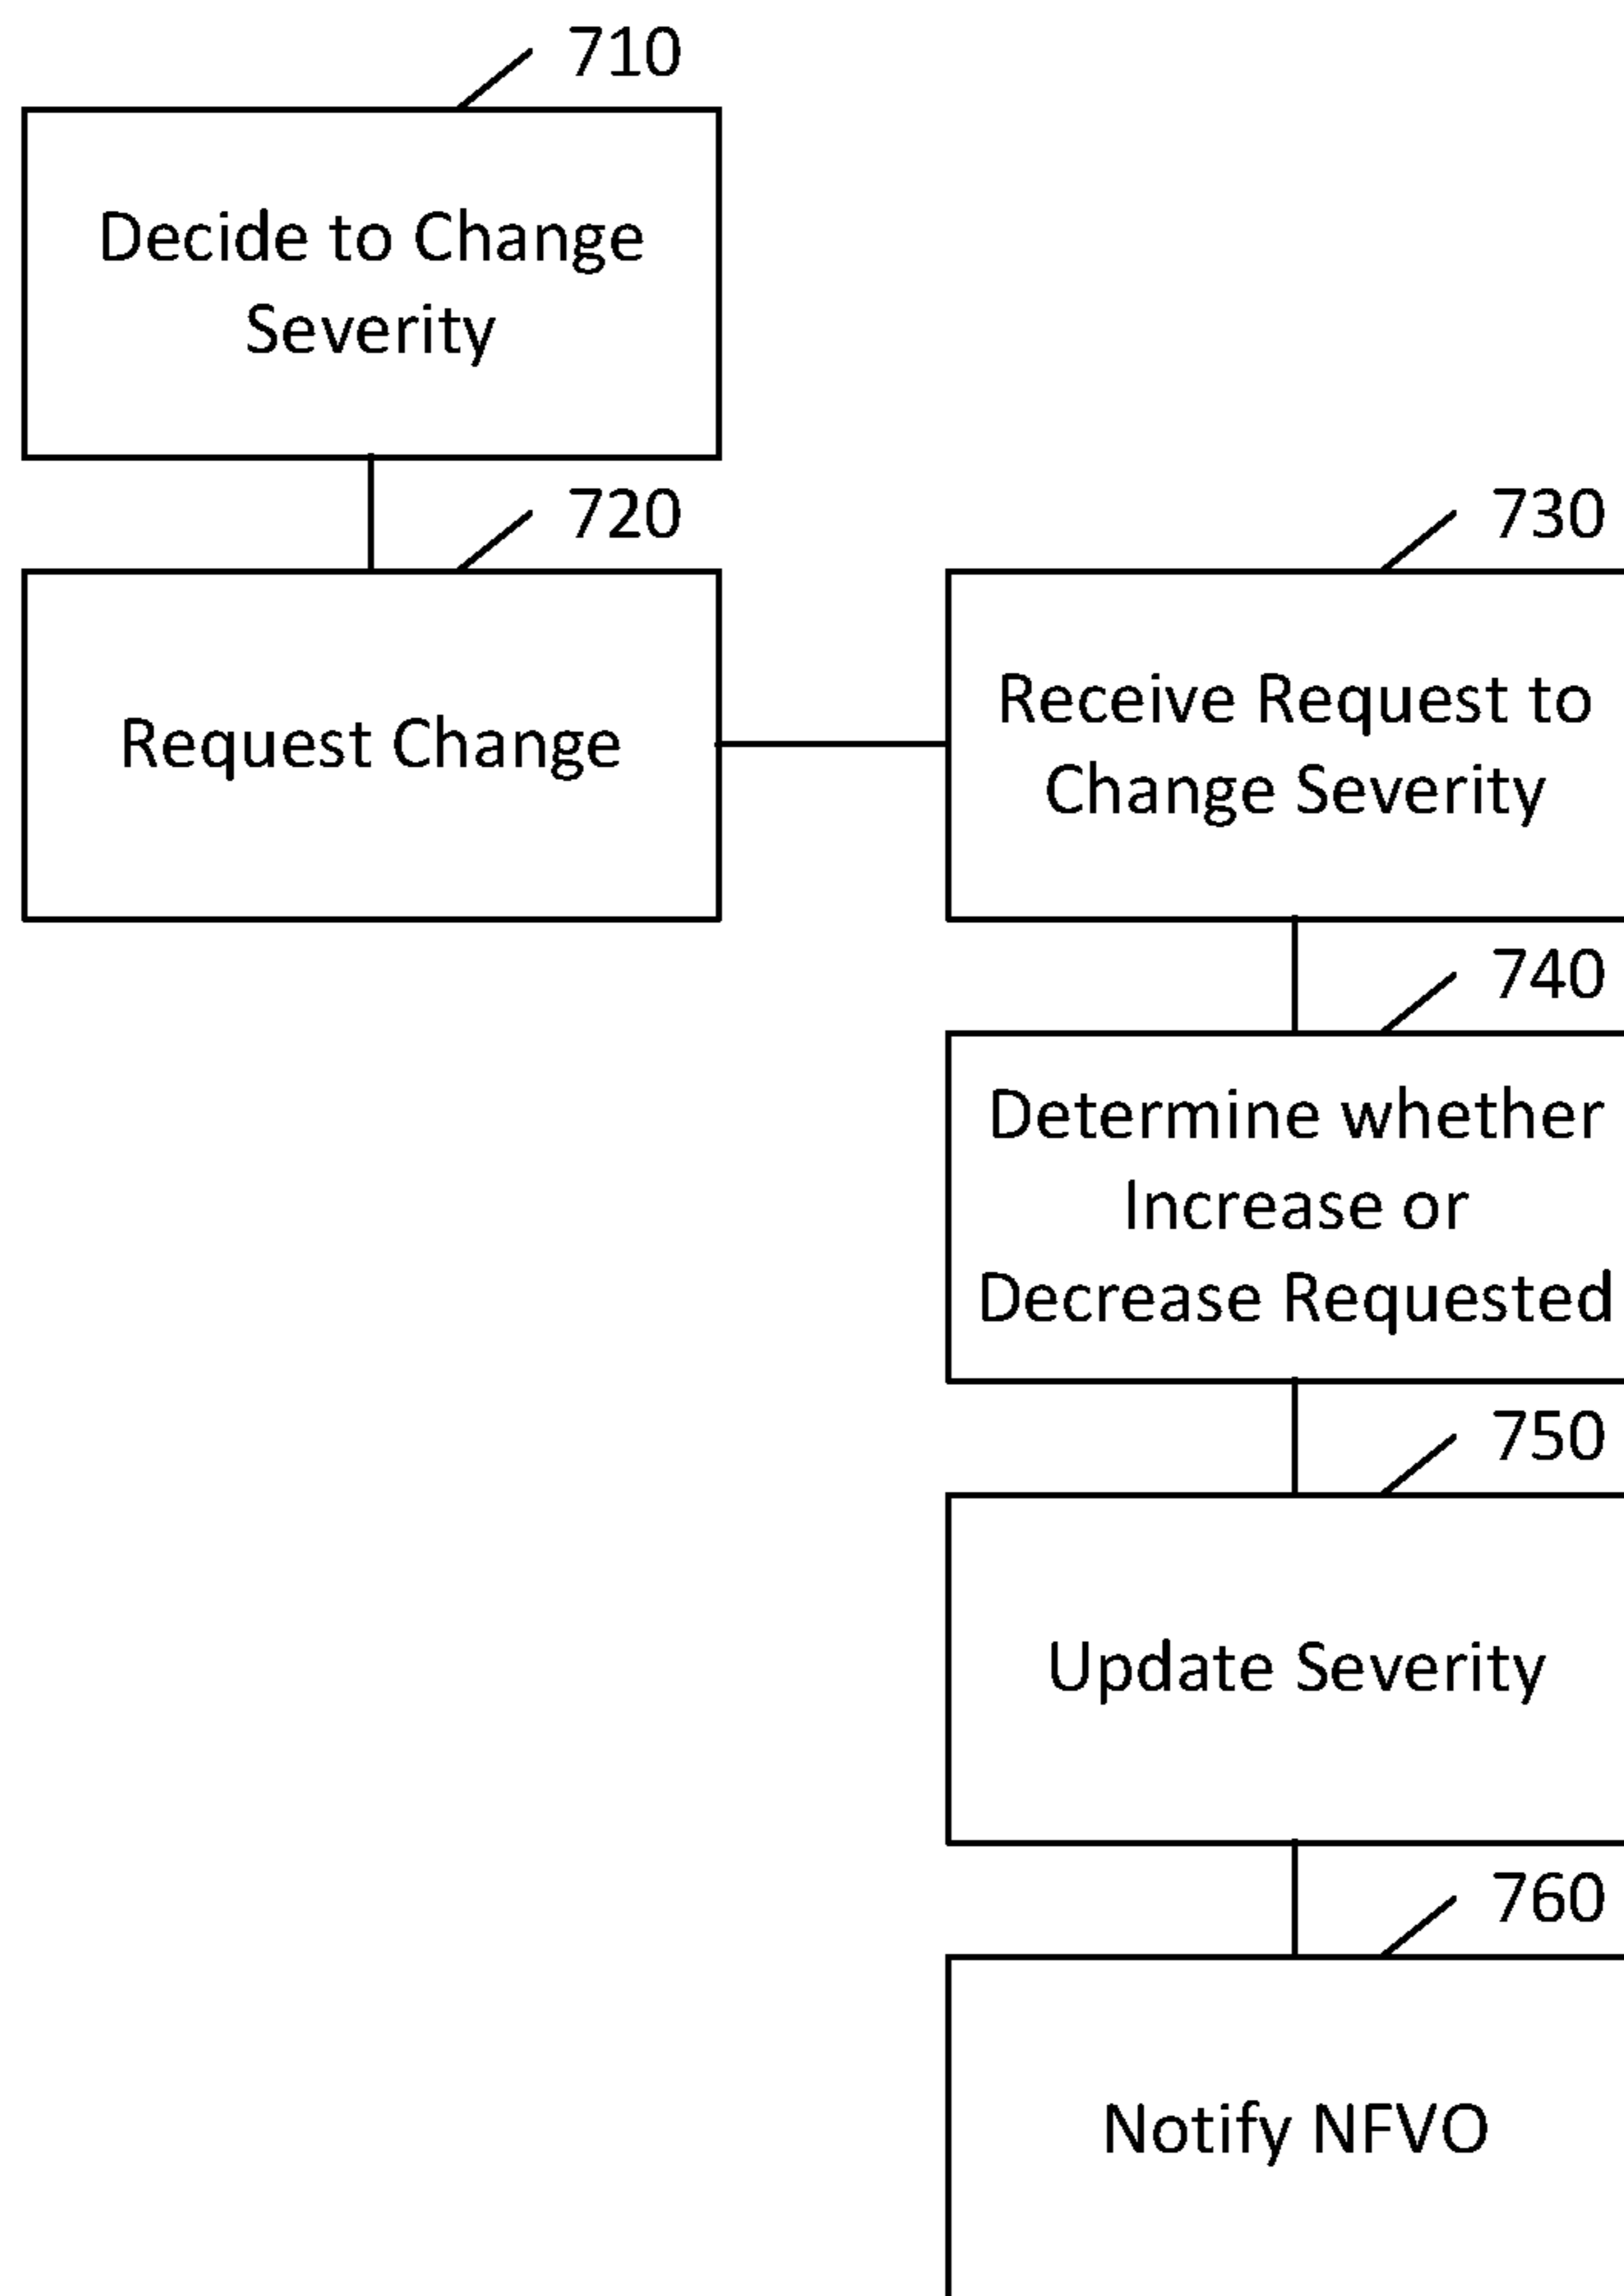 710
Decide to Change
Severity
720
Request Change
730
Receive Request to
Change Severity
740
Determine whether
Increase or
Decrease Requested
750
Update Severity
760
Notify NFVO